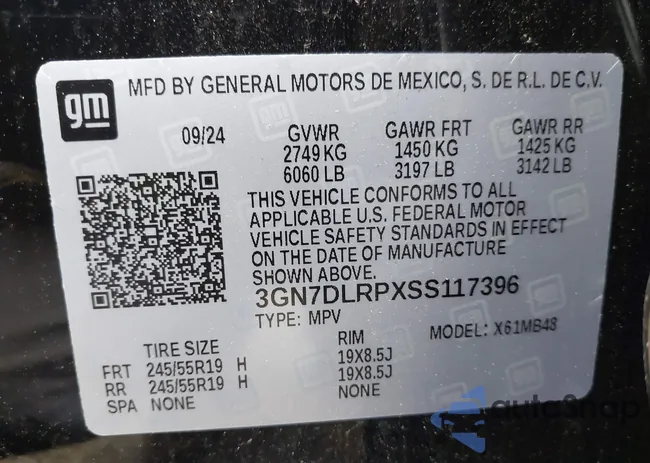 gm
MFD BY GENERAL MOTORS DE MEXICO, S. DE R.L. DE C.V.
09/24 GVWR GAWR FRT GAWR RR
2749 KG 1450 KG 1425 KG
6060 LB 3197 LB 3142 LB
THIS VEHICLE CONFORMS TO ALL
APPLICABLE U.S. FEDERAL MOTOR
VEHICLE SAFETY STANDARDS IN EFFECT
ON THE DATE OF MANUFACTURE
SHOWN ABOVE.
3GN7DLRPXSS117396
TYPE: MPV MODEL: X61MB48
TIRE SIZE RIM
FRT 245/55R19 H 19X8.5J
RR 245/55R19 H 19X8.5J
SPA NONE NONE
autoSnap